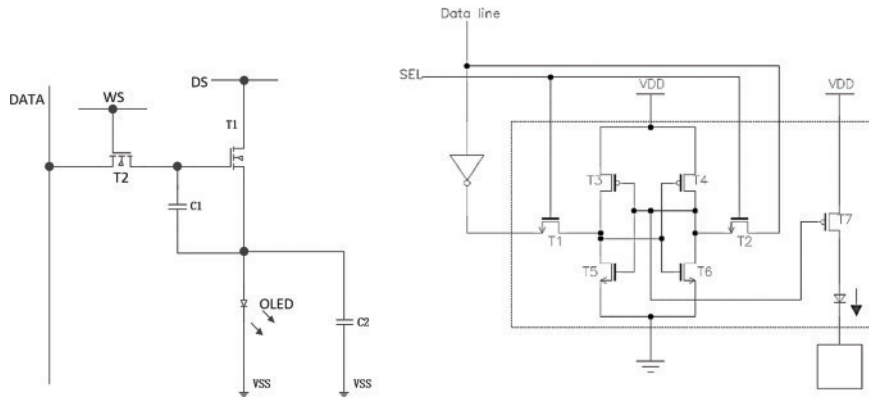 DATA
WS
DS
T1
T2
C1
OLED
C2
VSS
VSS
Data line
SEL
VDD
VDD
T3
T4
T1
T2
T7
T5
T6